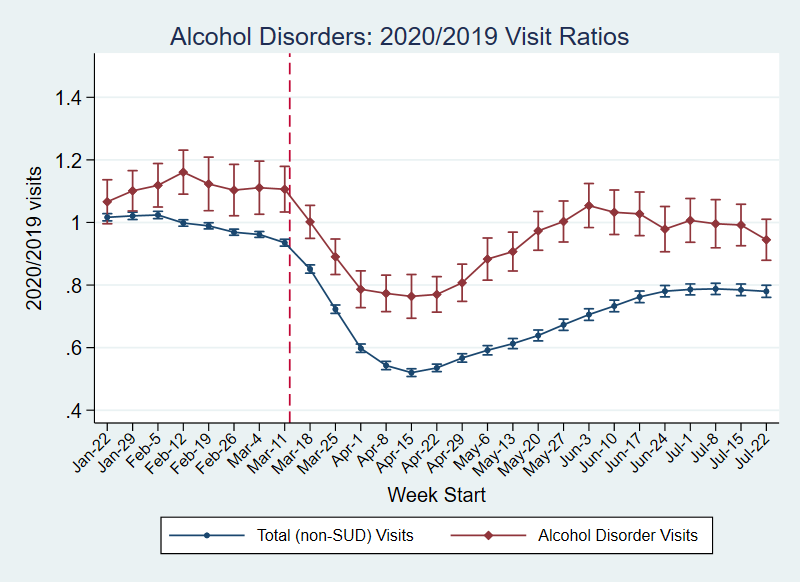 Alcohol Disorders: 2020/2019 Visit Ratios
2020/2019 visits
1.4
1.2
1
.8
.6
.4
Jan-22
Jan-29
Feb-5
Feb-12
Feb-19
Feb-26
Mar-4
Mar-11
Mar-18
Mar-25
Apr-1
Apr-8
Apr-15
Apr-22
Apr-29
May-6
May-13
May-20
May-27
Jun-3
Jun-10
Jun-17
Jun-24
Jul-1
Jul-8
Jul-15
Jul-22
Week Start
Total (non-SUD) Visits
Alcohol Disorder Visits